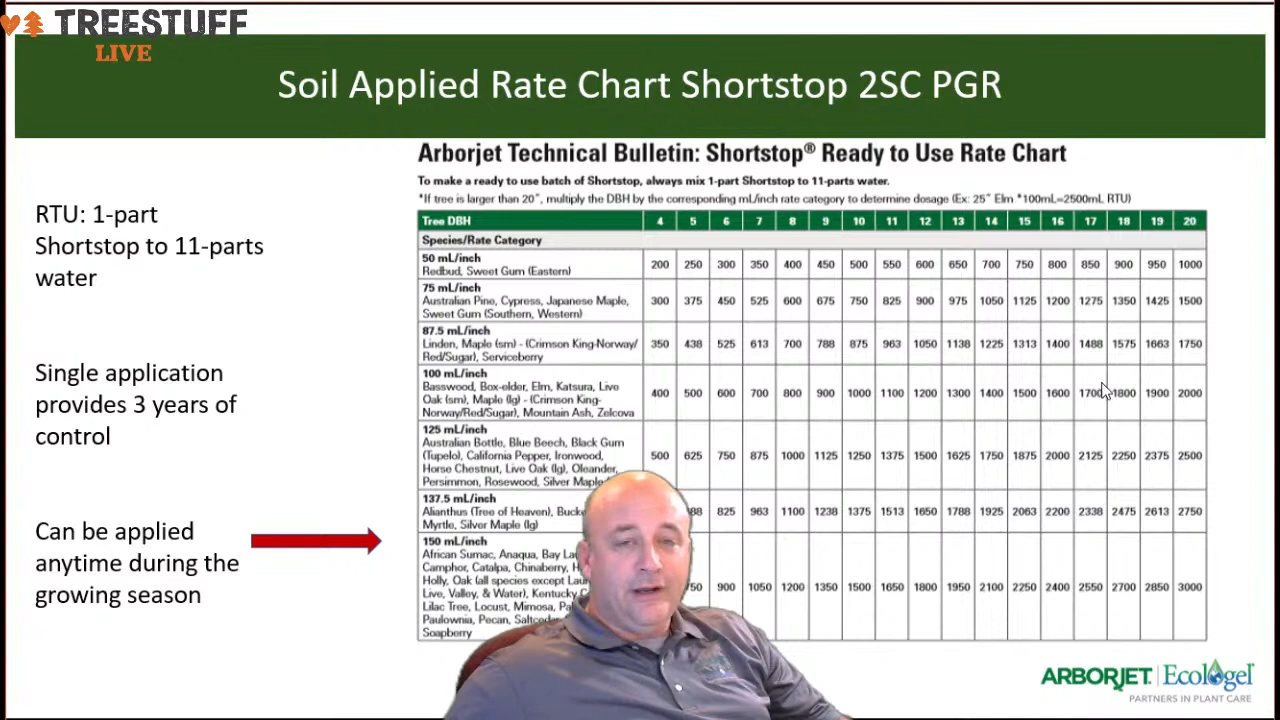 TREESTUFF
LIVE
Soil Applied Rate Chart Shortstop 2SC PGR
RTU: 1-part
Shortstop to 11-parts
water
Single application
provides 3 years of
control
Can be applied
anytime during the
growing season
Arborjet Technical Bulletin: Shortstop® Ready to Use Rate Chart
To make a ready to use batch of Shortstop, always mix 1-part Shortstop to 11-parts water.
*If tree is larger than 20", multiply the DBH by the corresponding mL/inch rate category to determine dosage (Ex: 25" Elm *100mL=2500mL RTU)
Tree DBH 4 5 6 7 8 9 10 11 12 13 14 15 16 17 18 19 20
Species/Rate Category
50 mL/inch
Redbud, Sweet Gum (Eastern)
200 250 300 350 400 450 500 550 600 650 700 750 800 850 900 950 1000
75 mL/inch
Australian Pine, Cypress, Japanese Maple,
Sweet Gum (Southern, Western)
300 375 450 525 600 675 750 825 900 975 1050 1125 1200 1275 1350 1425 1500
87.5 mL/inch
Linden, Maple (sm) - (Crimson King-Norway/
Red/Sugar), Serviceberry
350 438 525 613 700 788 875 963 1050 1138 1225 1313 1400 1488 1575 1663 1750
100 mL/inch
Basswood, Box-elder, Elm, Katsura, Live
Oak (sm), Maple (lg) - (Crimson King-
Norway/Red/Sugar), Mountain Ash, Zelcova
400 500 600 700 800 900 1000 1100 1200 1300 1400 1500 1600 1700 1800 1900 2000
125 mL/inch
Australian Bottle, Blue Beech, Black Gum
(Tupelo), California Pepper, Ironwood,
Horse Chestnut, Live Oak (lg), Oleander,
Persimmon, Rosewood, Silver Maple
500 625 750 875 1000 1125 1250 1375 1500 1625 1750 1875 2000 2125 2250 2375 2500
137.5 mL/inch
Alianthus (Tree of Heaven),
Myrtle, Silver Maple (lg)
825 963 1100 1238 1375 1513 1650 1788 1925 2063 2200 2338 2475 2613 2750
150 mL/inch
African Sumac, Anaqua, Bay
Camphor, Catalpa, Chinaberry,
Holly, Oak (all species except
Live, Valley, & Water), Kentucky
Lilac Tree, Locust, Mimosa,
Paulownia, Pecan,
Soapberry
900 1050 1200 1350 1500 1650 1800 1950 2100 2250 2400 2550 2700 2850 3000
ARBORJET Ecologel
PARTNERS IN PLANT CARE